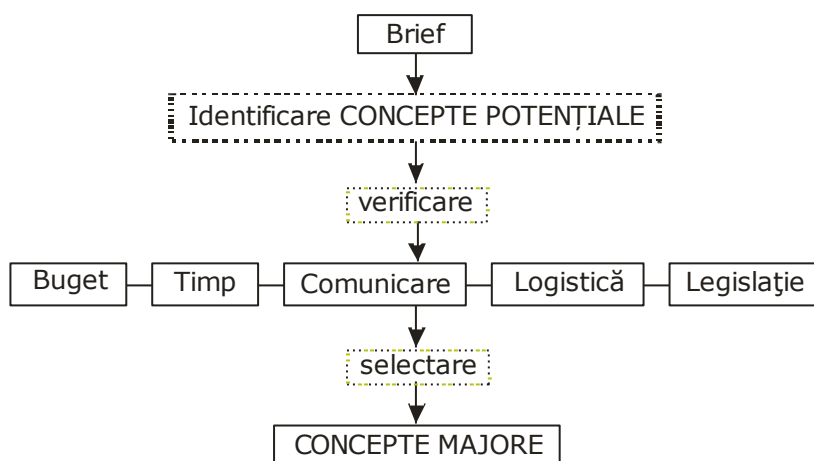 Brief
Identificare CONCEPTE POTENȚIALE
verificare
Buget Timp Comunicare Logistică Legislaţie
selectare
CONCEPTE MAJORE